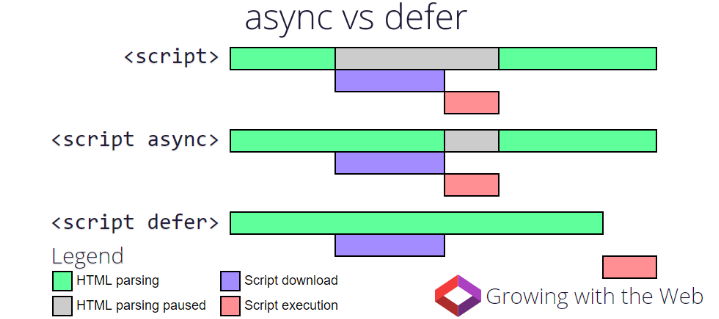 async vs defer
<script>
<script async>
<script defer>
Legend
HTML parsing
Script download
HTML parsing paused
Script execution
Growing with the Web